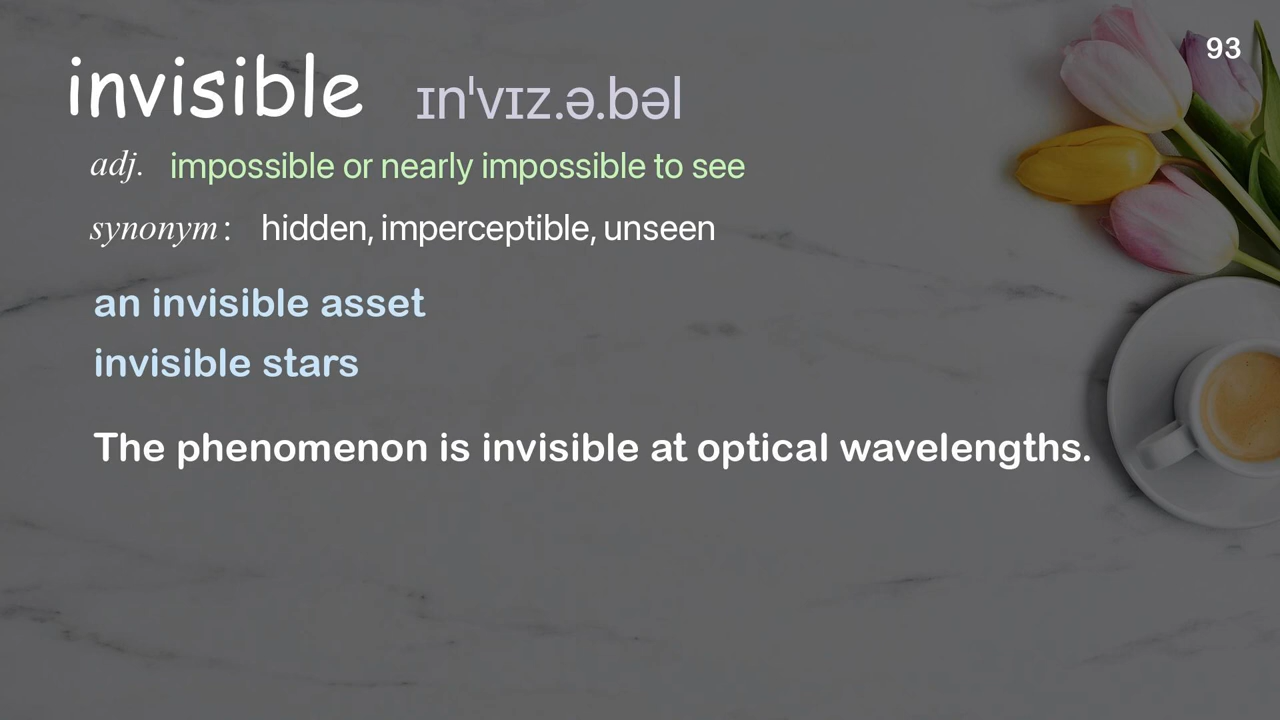 93
invisible ɪnˈvɪz.ə.bəl
adj. impossible or nearly impossible to see
synonym: hidden, imperceptible, unseen
an invisible asset
invisible stars
The phenomenon is invisible at optical wavelengths.